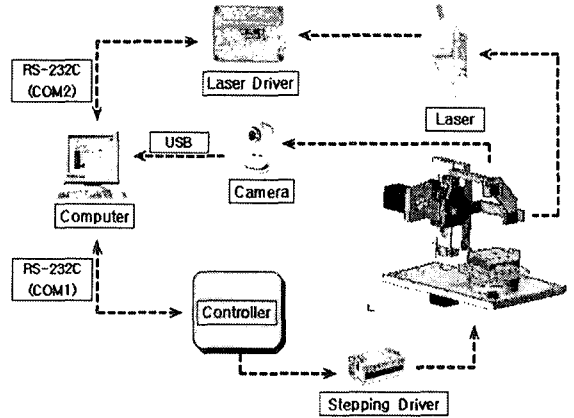 RS-232C
(COM2)
Laser Driver
Laser
USB
Camera
Computer
RS-232C
(COM1)
Controller
Stepping Driver